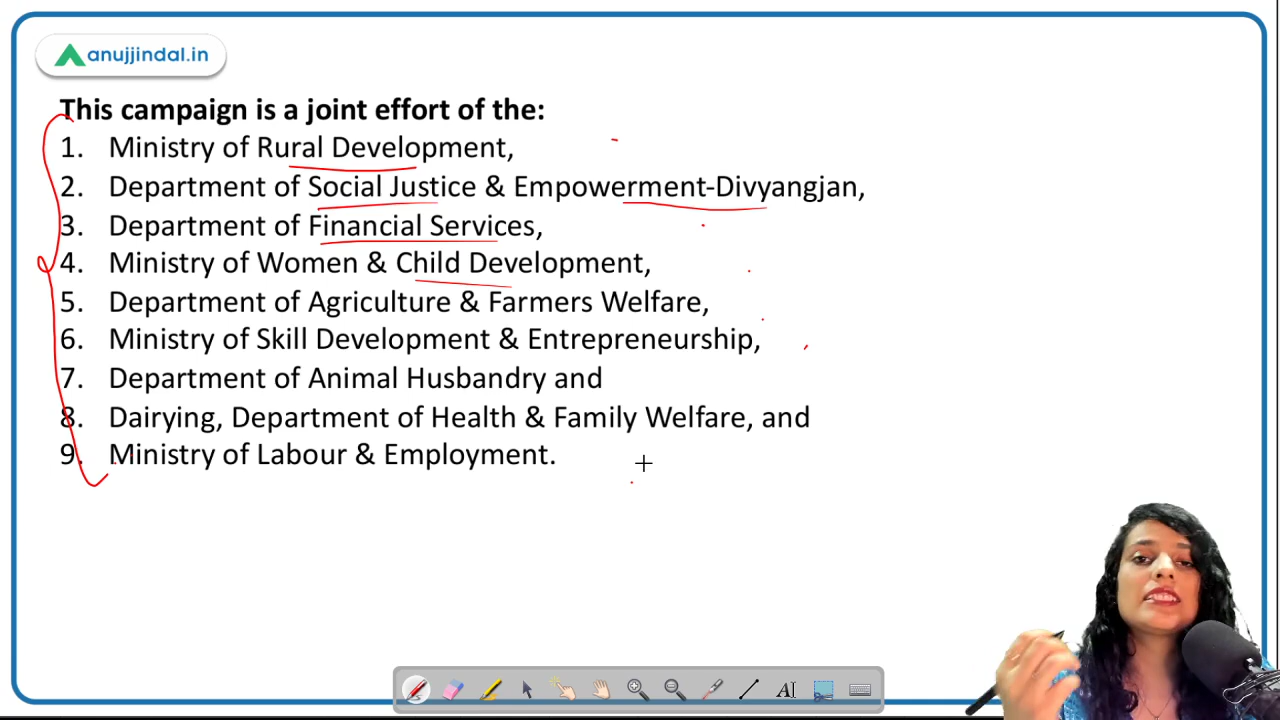 anujjindal.in
This campaign is a joint effort of the:
1. Ministry of Rural Development,
2. Department of Social Justice & Empowerment-Divyangjan,
3. Department of Financial Services,
4. Ministry of Women & Child Development,
5. Department of Agriculture & Farmers Welfare,
6. Ministry of Skill Development & Entrepreneurship,
7. Department of Animal Husbandry and
8. Dairying, Department of Health & Family Welfare, and
9. Ministry of Labour & Employment.